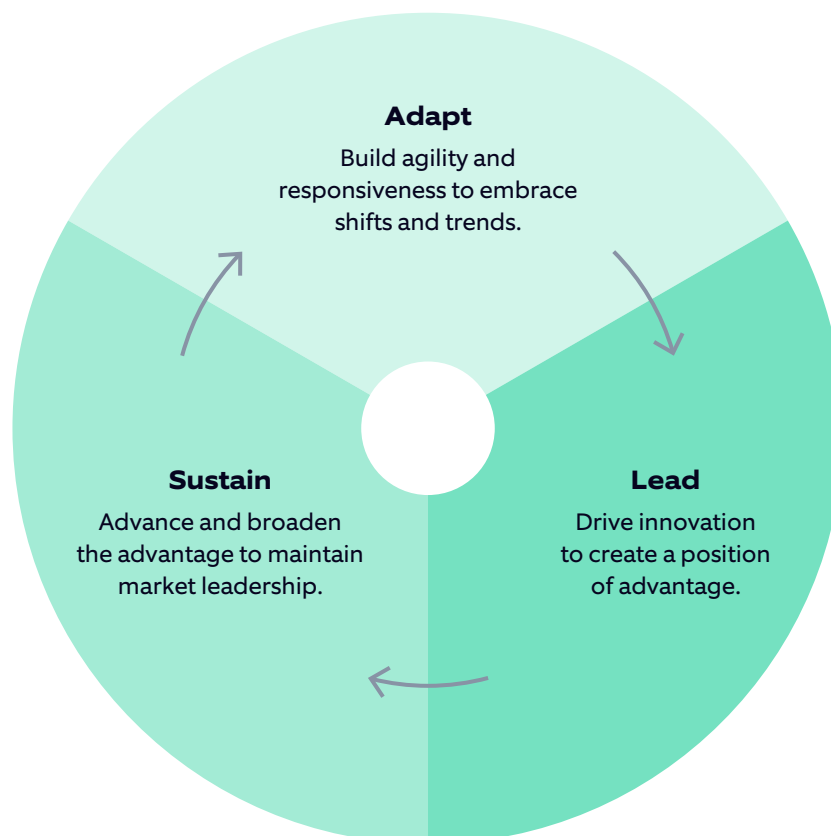 Adapt
Build agility and
responsiveness to embrace
shifts and trends.
Sustain
Advance and broaden
the advantage to maintain
market leadership.
Lead
Drive innovation
to create a position
of advantage.